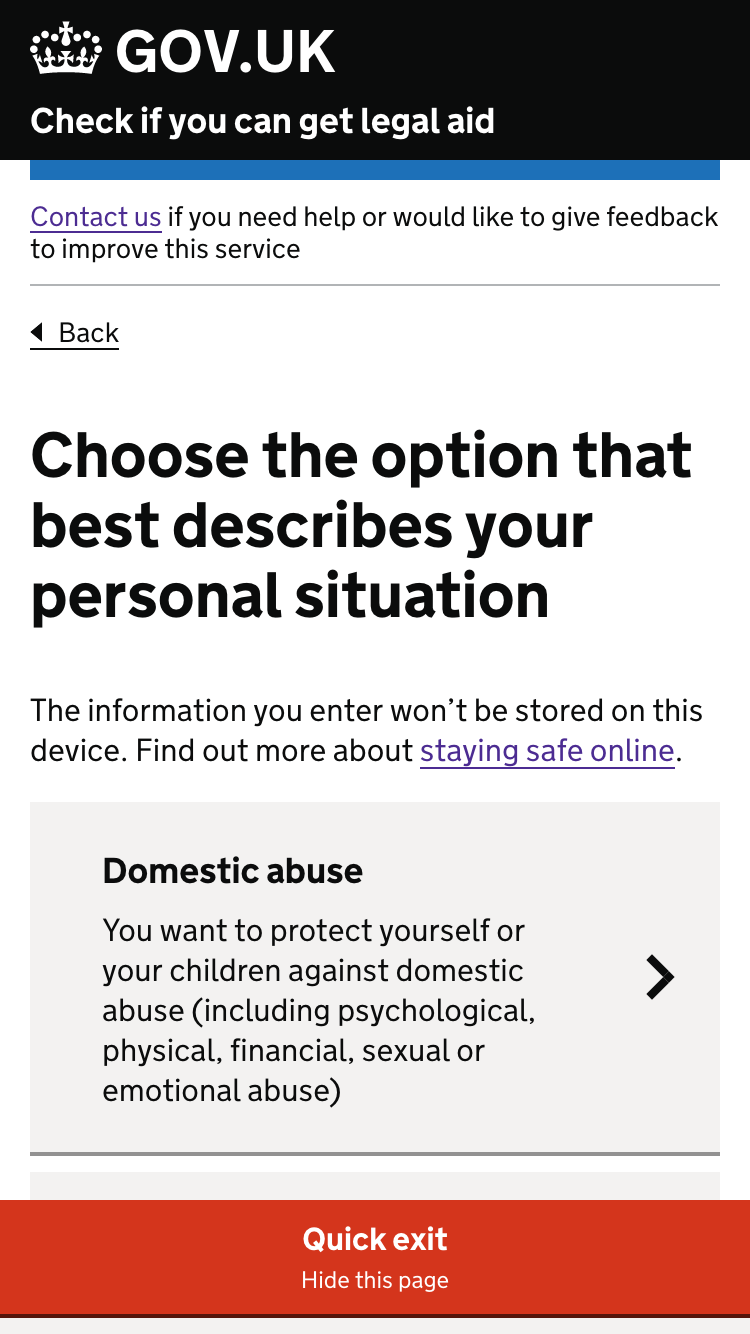 GOV.UK
Check if you can get legal aid
Contact us if you need help or would like to give feedback
to improve this service
Back
Choose the option that
best describes your
personal situation
The information you enter won’t be stored on this
device. Find out more about staying safe online.
Domestic abuse
You want to protect yourself or
your children against domestic
abuse (including psychological,
physical, financial, sexual or
emotional abuse)
Quick exit
Hide this page